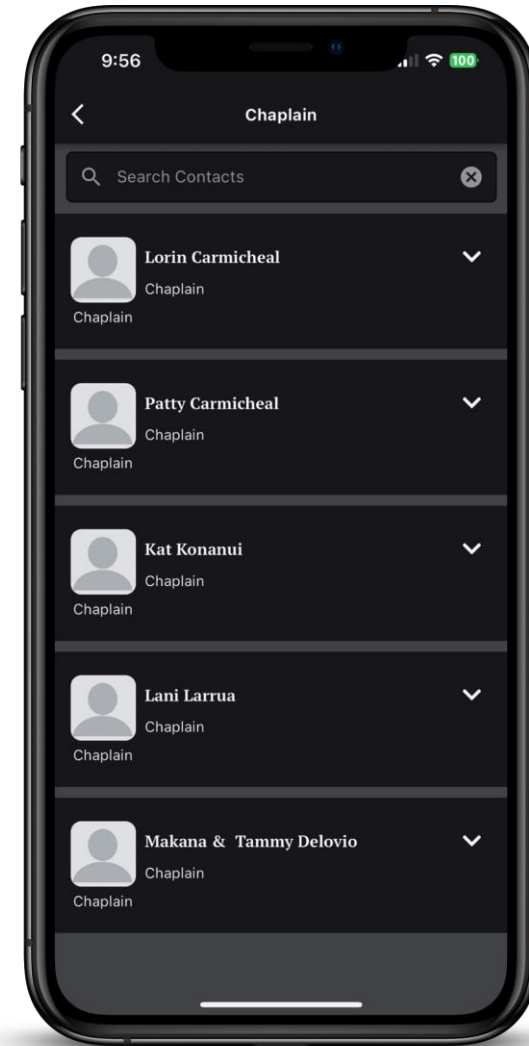 9:56
100
Chaplain
Search Contacts
Lorin Carmicheal
Chaplain
Chaplain
Patty Carmicheal
Chaplain
Chaplain
Kat Konanui
Chaplain
Chaplain
Lani Larrua
Chaplain
Chaplain
Makana & Tammy Delovio
Chaplain
Chaplain